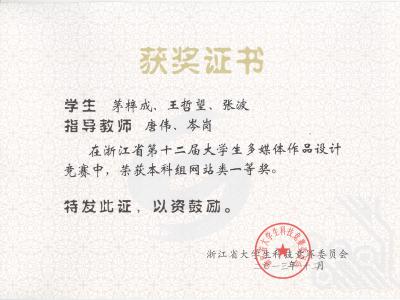 获奖证书
学生 茅梓成、王哲望、张波
指导教师 唐伟、岑岗
在浙江省第十二届大学生多媒体作品设计
竞赛中,荣获本科组网站类一等奖。
特发此证,以资鼓励。
浙江省大学生科技竞赛委员会
二〇一三年十二月